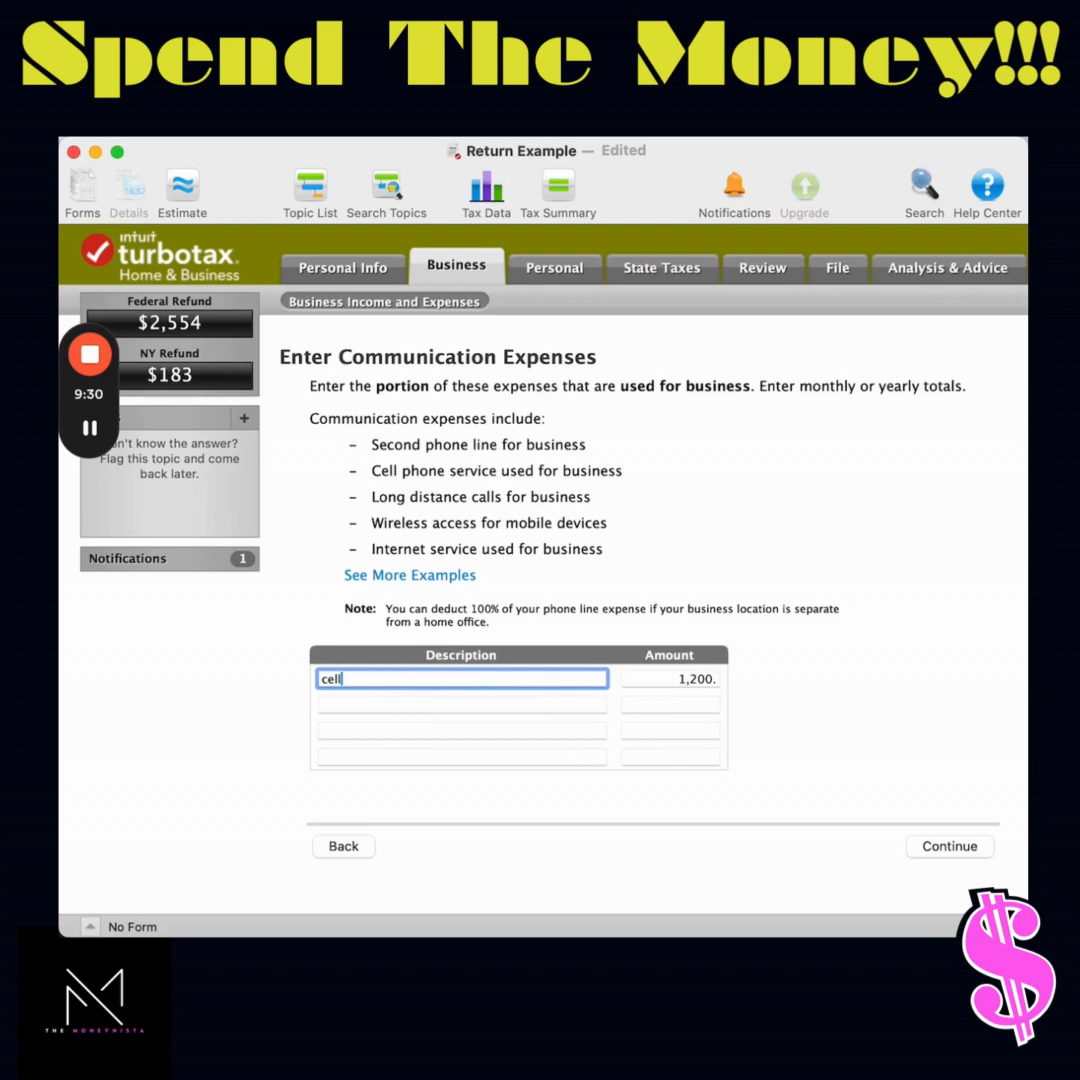 Spend The Money!!!
Return Example — Edited
Forms Details Estimate Topic List Search Topics Tax Data Tax Summary Notifications Upgrade Search Help Center
intuit
turbotax.
Home & Business
Personal Info Business Personal State Taxes Review File Analysis & Advice
Business Income and Expenses
Federal Refund
$2,554
NY Refund
$183
9:30
+
n't know the answer?
Flag this topic and come
back later.
Notifications 1
Enter Communication Expenses
Enter the portion of these expenses that are used for business. Enter monthly or yearly totals.
Communication expenses include:
– Second phone line for business
– Cell phone service used for business
– Long distance calls for business
– Wireless access for mobile devices
– Internet service used for business
See More Examples
Note: You can deduct 100% of your phone line expense if your business location is separate
from a home office.
Description Amount
cell 1,200.
Back Continue
No Form
THE MONEYNISTA
$